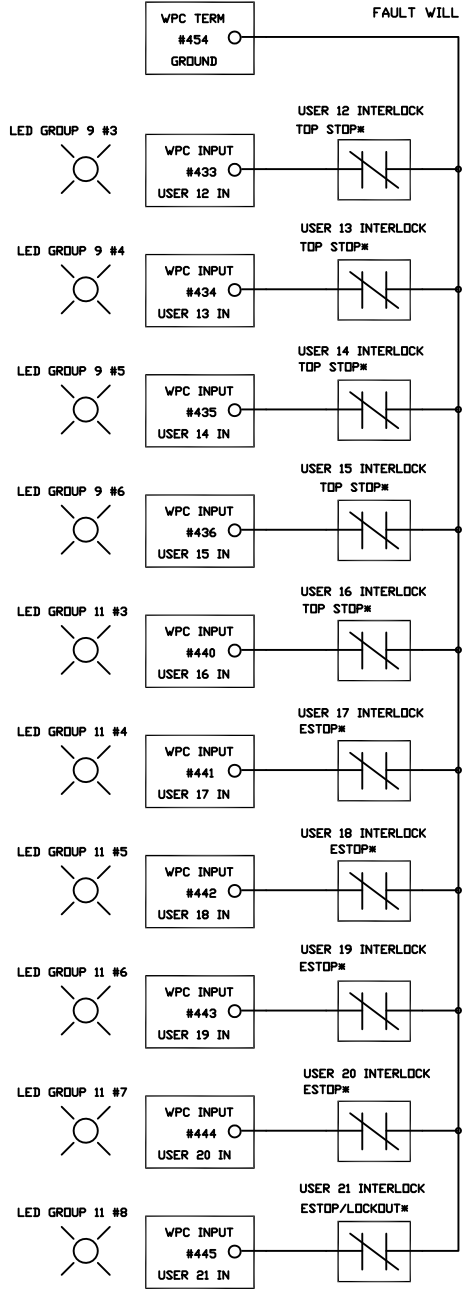 WPC TERM
#454
GROUND
FAULT WILL
LED GROUP 9 #3
WPC INPUT
#433
USER 12 IN
USER 12 INTERLOCK
TOP STOP*
LED GROUP 9 #4
WPC INPUT
#434
USER 13 IN
USER 13 INTERLOCK
TOP STOP*
LED GROUP 9 #5
WPC INPUT
#435
USER 14 IN
USER 14 INTERLOCK
TOP STOP*
LED GROUP 9 #6
WPC INPUT
#436
USER 15 IN
USER 15 INTERLOCK
TOP STOP*
LED GROUP 11 #3
WPC INPUT
#440
USER 16 IN
USER 16 INTERLOCK
TOP STOP*
LED GROUP 11 #4
WPC INPUT
#441
USER 17 IN
USER 17 INTERLOCK
ESTOP*
LED GROUP 11 #5
WPC INPUT
#442
USER 18 IN
USER 18 INTERLOCK
ESTOP*
LED GROUP 11 #6
WPC INPUT
#443
USER 19 IN
USER 19 INTERLOCK
ESTOP*
LED GROUP 11 #7
WPC INPUT
#444
USER 20 IN
USER 20 INTERLOCK
ESTOP*
LED GROUP 11 #8
WPC INPUT
#445
USER 21 IN
USER 21 INTERLOCK
ESTOP/LOCKOUT*